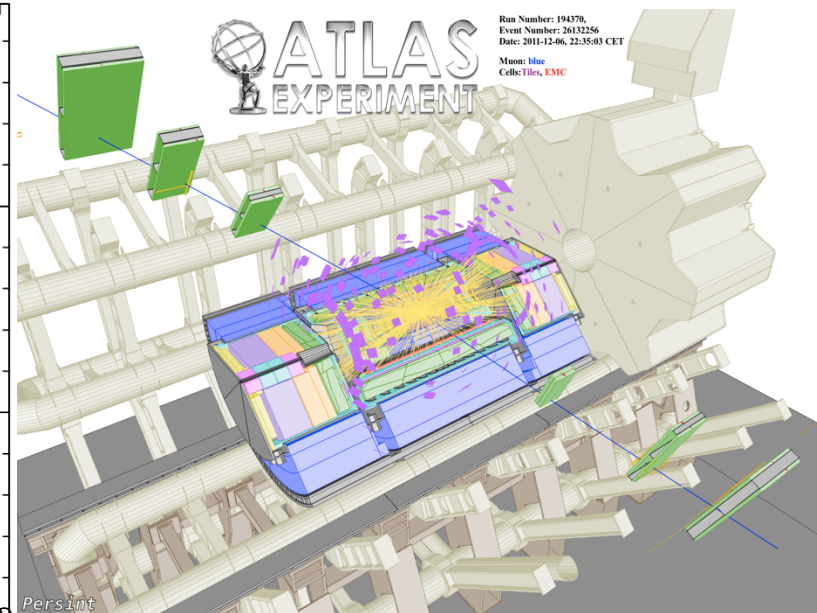 ATLAS
EXPERIMENT
Run Number: 194370,
Event Number: 26132256
Date: 2011-12-06, 22:35:03 CET
Muon: blue
Cells:Tiles, EMC
Persint